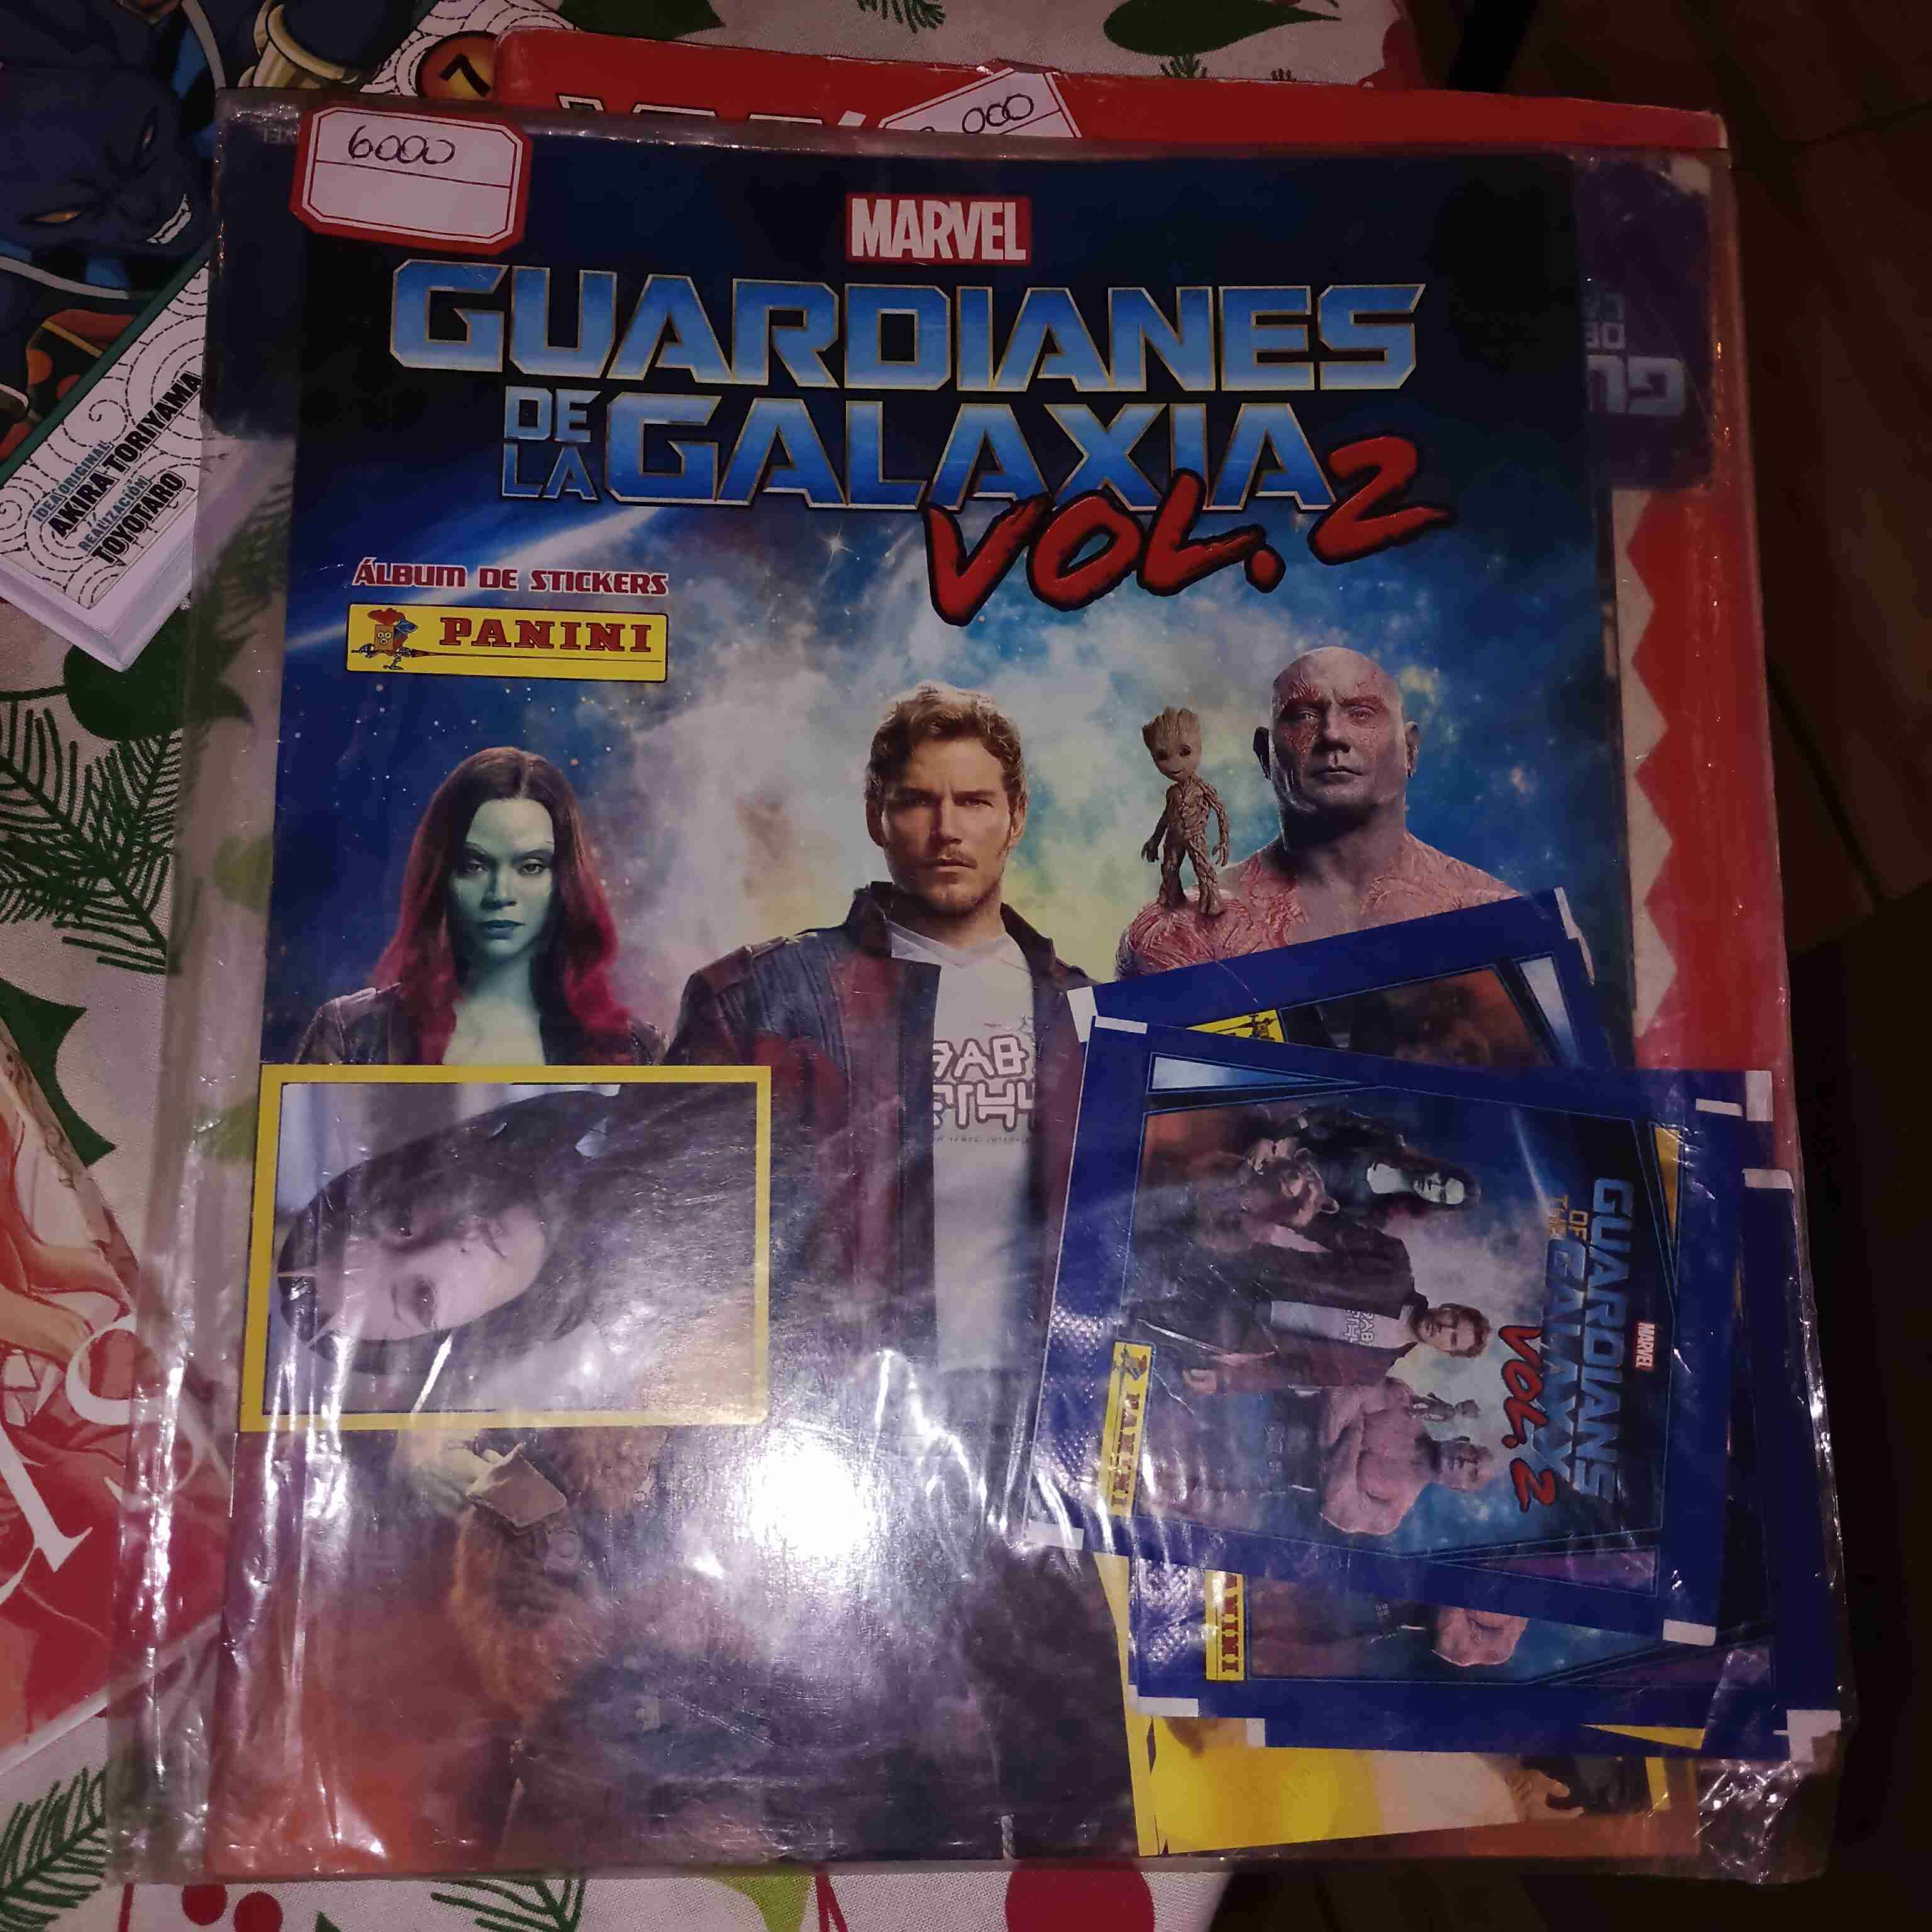 6000
000
MARVEL
GUARDIANES
DE LA GALAXIA
VOL. 2
ÁLBUM DE STICKERS
PANINI
IDEA ORIGINAL
AKIRA TORIYAMA
REALIZACIÓN
TOYOTARO
MARVEL
GUARDIANS
OF THE GALAXY
VOL. 2
PANINI